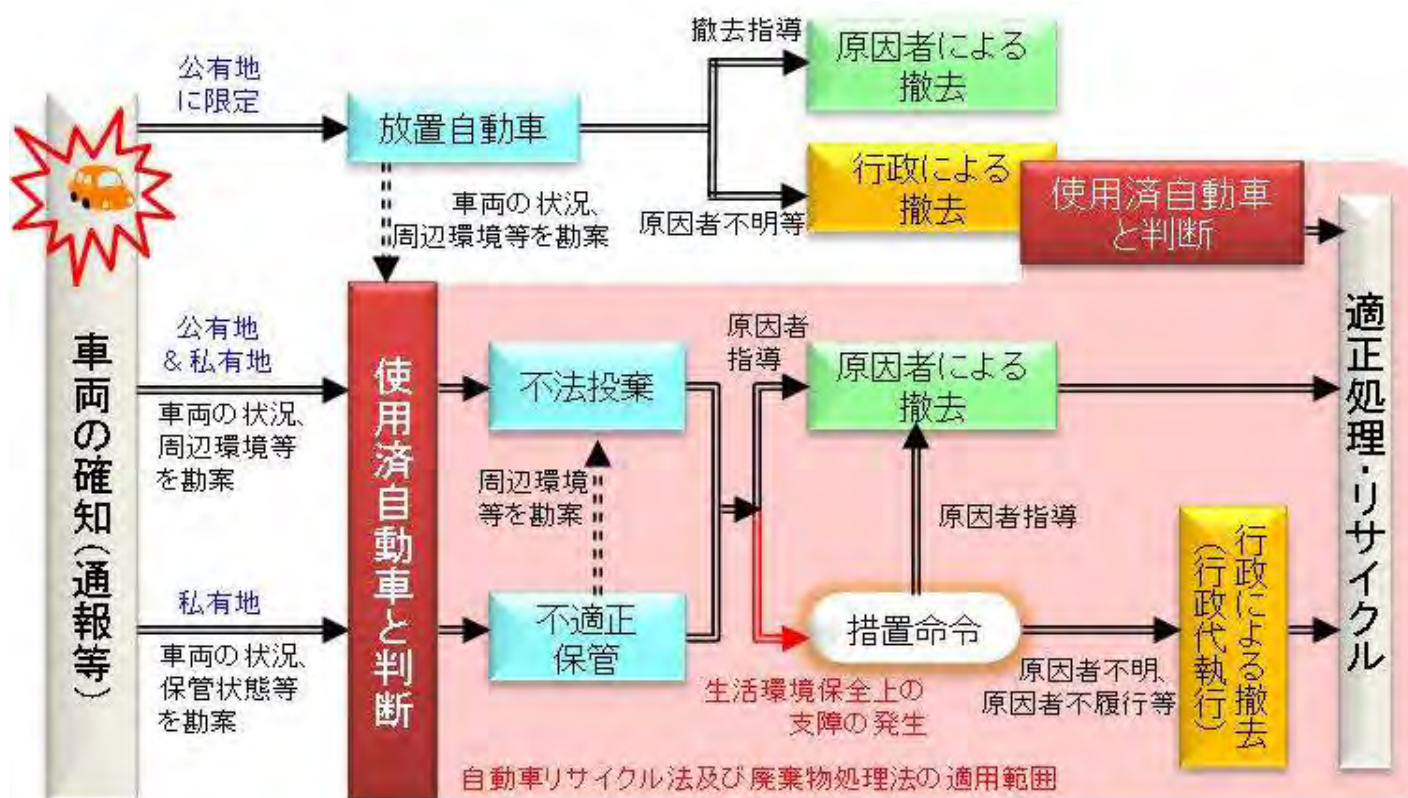 車両の確知(通報等)
公有地
に限定
放置自動車
撤去指導
原因者による
撤去
原因者不明等
行政による
撤去
使用済自動車
と判断
車両の状況、
周辺環境等を勘案
公有地
&私有地
車両の状況、
周辺環境等
を勘案
私有地
車両の状況、
保管状態等
を勘案
使用済自動車と判断
不法投棄
周辺環境
等を勘案
不適正
保管
原因者
指導
原因者による
撤去
原因者指導
措置命令
生活環境保全上の
支障の発生
原因者不明、
原因者不履行等
行政による撤去
(行政代執行)
適正処理・リサイクル
自動車リサイクル法及び廃棄物処理法の適用範囲